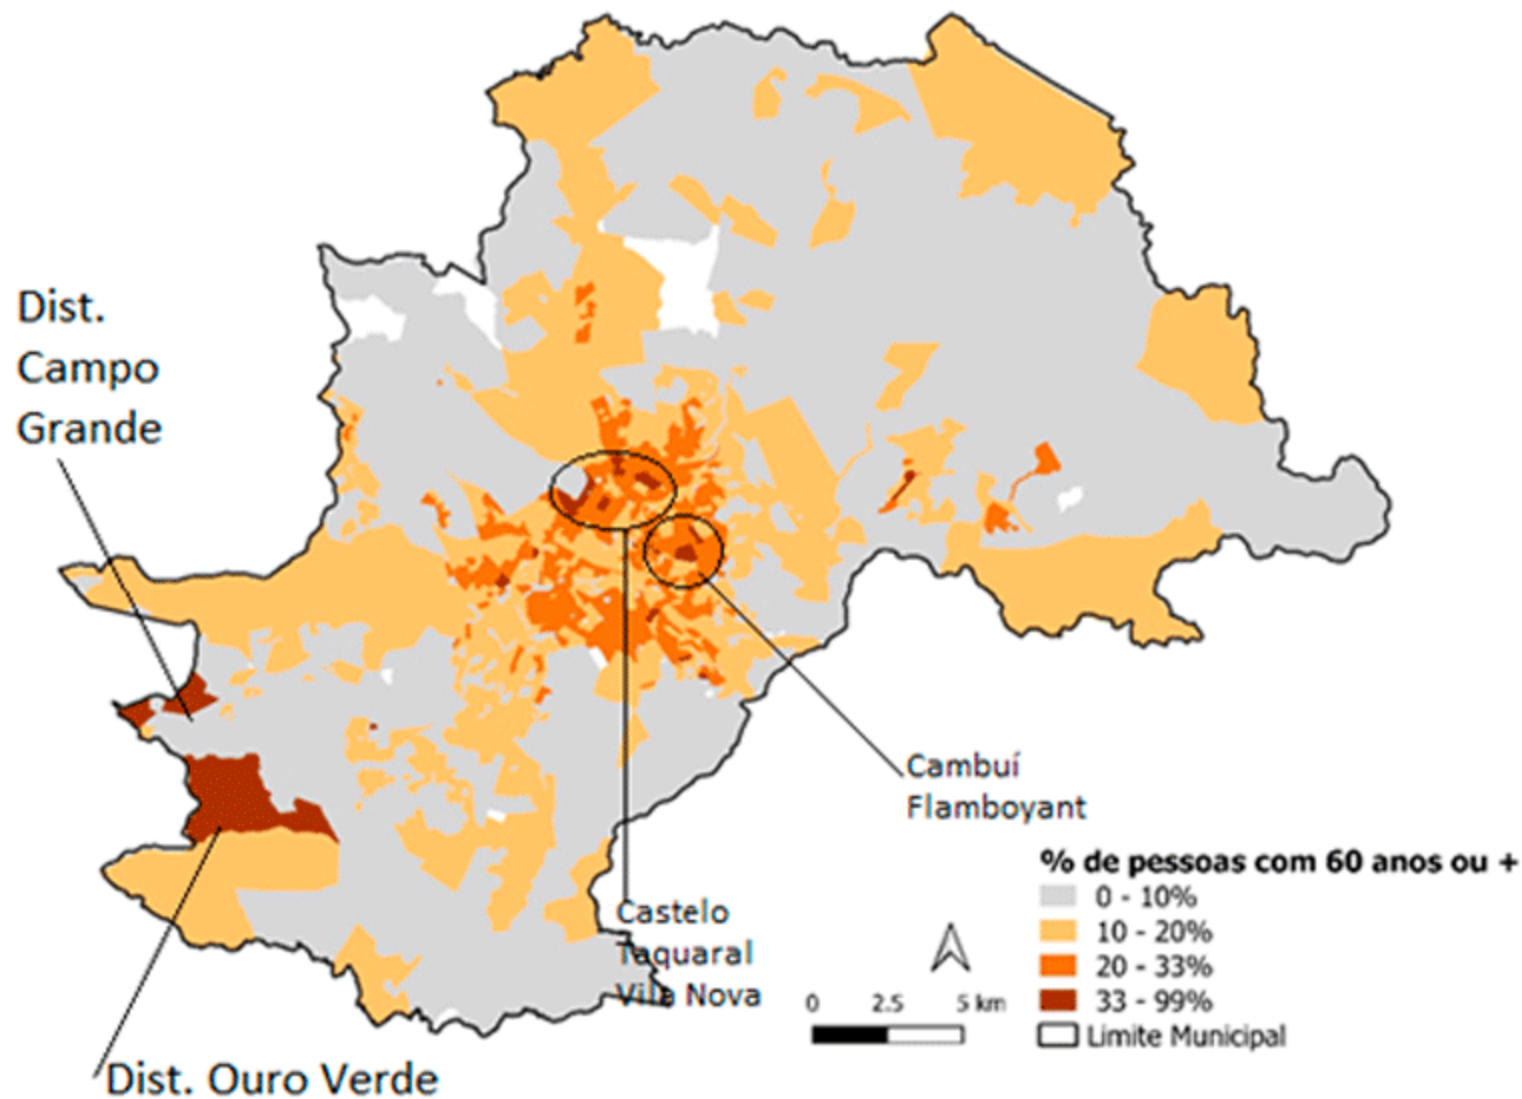 Dist.
Campo
Grande
Cambuí
Flamboyant
% de pessoas com 60 anos ou +
0 - 10%
10 - 20%
20 - 33%
33 - 99%
Limite Municipal
Castelo
Taquaral
Vila Nova
0 2.5 5 km
Dist. Ouro Verde